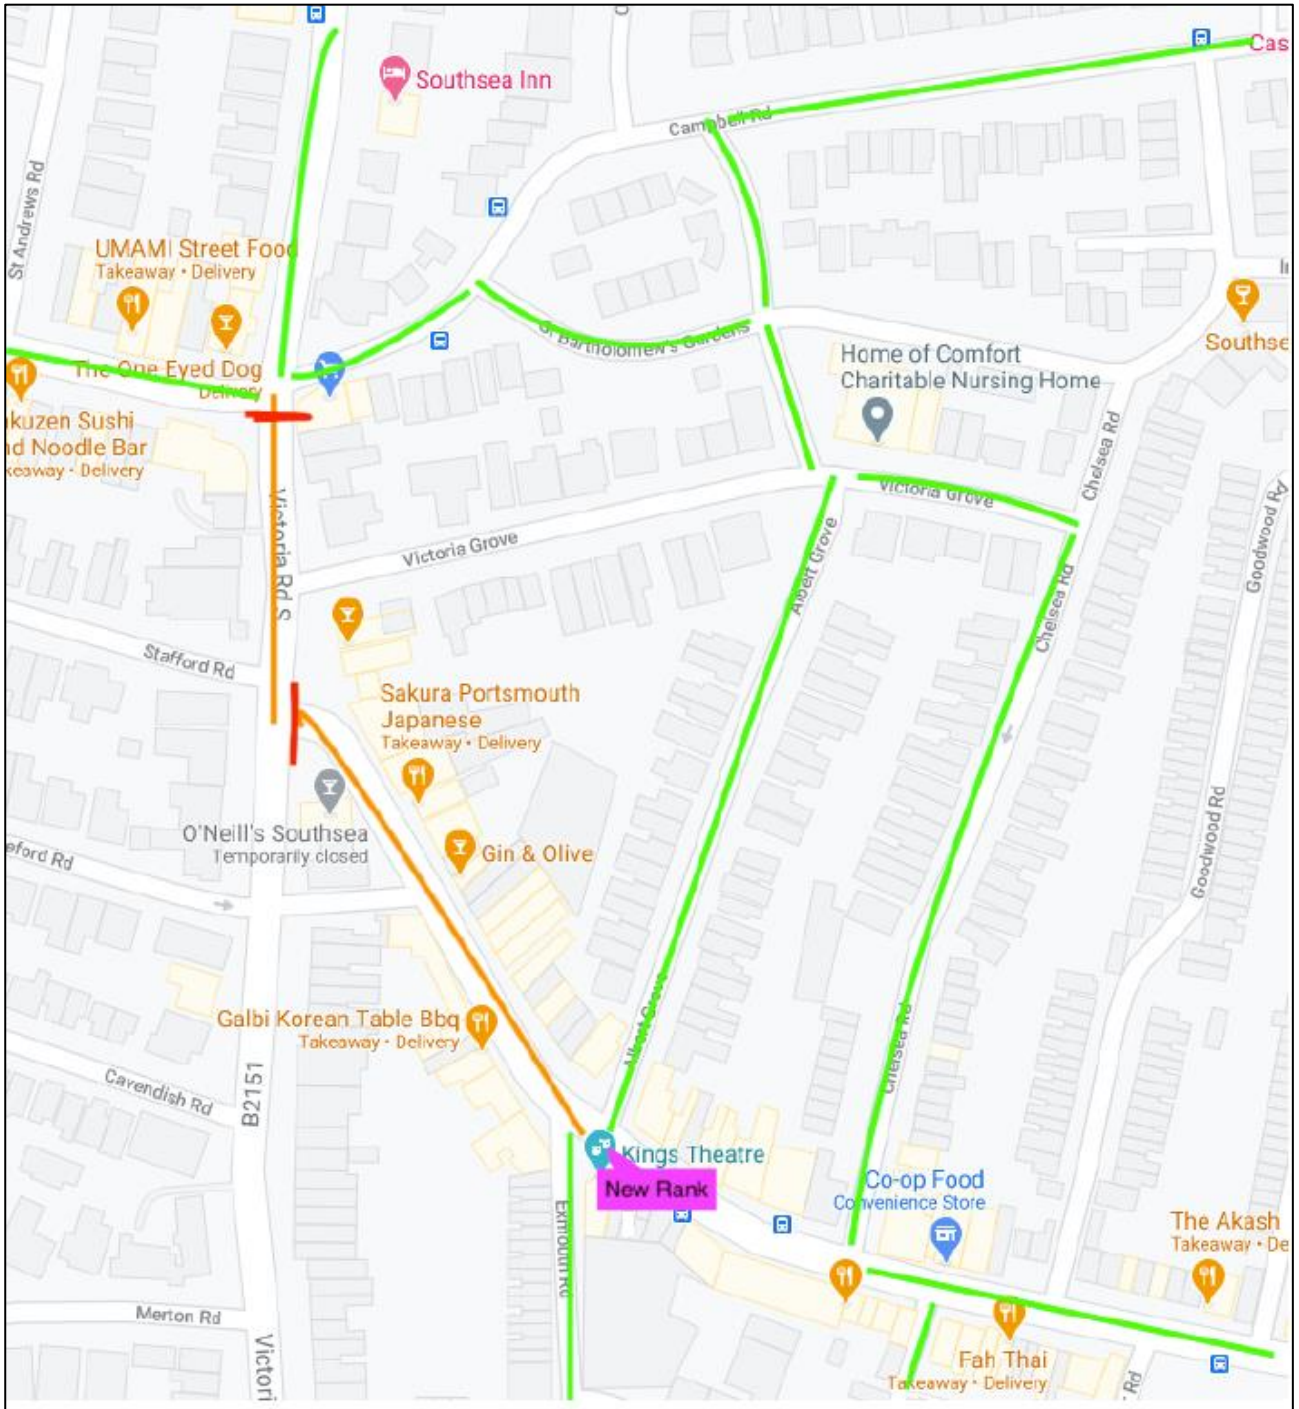 Southsea Inn
Cas
Campbell Rd
St Andrews Rd
UMAMI Street Food
Takeaway • Delivery
The One Eyed Dog
Delivery
St Bartholomew's Gardens
Home of Comfort
Charitable Nursing Home
Southse
akuzen Sushi
nd Noodle Bar
keaway • Delivery
Chelsea Rd
Victoria Grove
Victoria Rd S
Victoria Grove
Albert Grove
Goodwood Rd
Chelsea Rd
Stafford Rd
Sakura Portsmouth
Japanese
Takeaway • Delivery
O'Neill's Southsea
Temporarily closed
Gin & Olive
eford Rd
Goodwood Rd
Galbi Korean Table Bbq
Takeaway • Delivery
Albert Grove
Chelsea Rd
Cavendish Rd
B2151
Kings Theatre
New Rank
Co-op Food
Convenience Store
Exmouth Rd
The Akash
Takeaway • De
Merton Rd
Victori
Fah Thai
Takeaway • Delivery
Rd